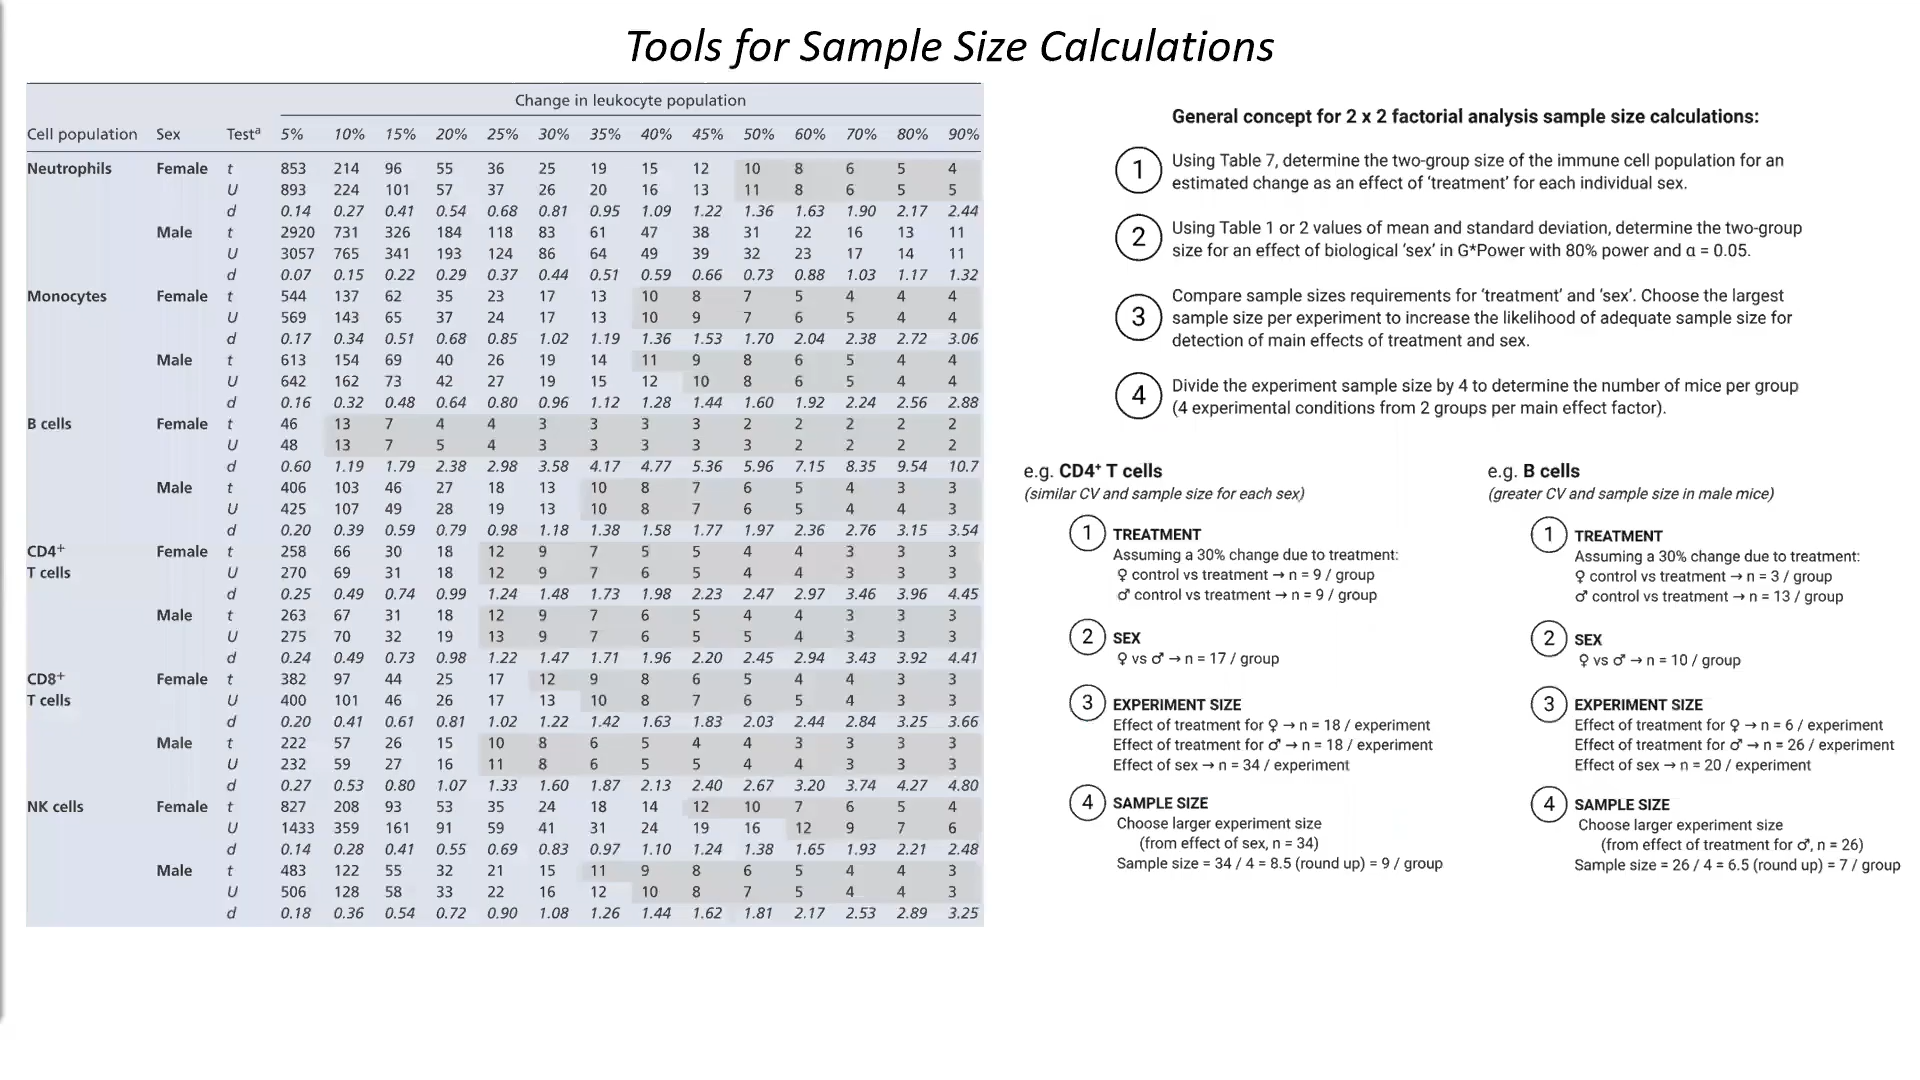 Tools for Sample Size Calculations
Change in leukocyte population
Cell population Sex Testᵃ 5% 10% 15% 20% 25% 30% 35% 40% 45% 50% 60% 70% 80% 90%
Neutrophils Female t 853 214 96 55 36 25 19 15 12 10 8 6 5 4
U 893 224 101 57 37 26 20 16 13 11 8 6 5 5
d 0.14 0.27 0.41 0.54 0.68 0.81 0.95 1.09 1.22 1.36 1.63 1.90 2.17 2.44
Male t 2920 731 326 184 118 83 61 47 38 31 22 16 13 11
U 3057 765 341 193 124 86 64 49 39 32 23 17 14 11
d 0.07 0.15 0.22 0.29 0.37 0.44 0.51 0.59 0.66 0.73 0.88 1.03 1.17 1.32
Monocytes Female t 544 137 62 35 23 17 13 10 8 7 5 4 4 4
U 569 143 65 37 24 17 13 10 9 7 6 5 4 4
d 0.17 0.34 0.51 0.68 0.85 1.02 1.19 1.36 1.53 1.70 2.04 2.38 2.72 3.06
Male t 613 154 69 40 26 19 14 11 9 8 6 5 4 4
U 642 162 73 42 27 19 15 12 10 8 6 5 4 4
d 0.16 0.32 0.48 0.64 0.80 0.96 1.12 1.28 1.44 1.60 1.92 2.24 2.56 2.88
B cells Female t 46 13 7 4 4 3 3 3 3 2 2 2 2 2
U 48 13 7 5 4 3 3 3 3 3 2 2 2 2
d 0.60 1.19 1.79 2.38 2.98 3.58 4.17 4.77 5.36 5.96 7.15 8.35 9.54 10.7
Male t 406 103 46 27 18 13 10 8 7 6 5 4 3 3
U 425 107 49 28 19 13 10 8 7 6 5 4 4 3
d 0.20 0.39 0.59 0.79 0.98 1.18 1.38 1.58 1.77 1.97 2.36 2.76 3.15 3.54
CD4⁺ Female t 258 66 30 18 12 9 7 5 5 4 4 3 3 3
T cells U 270 69 31 18 12 9 7 6 5 4 4 3 3 3
d 0.25 0.49 0.74 0.99 1.24 1.48 1.73 1.98 2.23 2.47 2.97 3.46 3.96 4.45
Male t 263 67 31 18 12 9 7 6 5 4 4 3 3 3
U 275 70 32 19 13 9 7 6 5 5 4 3 3 3
d 0.24 0.49 0.73 0.98 1.22 1.47 1.71 1.96 2.20 2.45 2.94 3.43 3.92 4.41
CD8⁺ Female t 382 97 44 25 17 12 9 8 6 5 4 4 3 3
T cells U 400 101 46 26 17 13 10 8 7 6 5 4 3 3
d 0.20 0.41 0.61 0.81 1.02 1.22 1.42 1.63 1.83 2.03 2.44 2.84 3.25 3.66
Male t 222 57 26 15 10 8 6 5 4 4 3 3 3 3
U 232 59 27 16 11 8 6 5 5 4 4 3 3 3
d 0.27 0.53 0.80 1.07 1.33 1.60 1.87 2.13 2.40 2.67 3.20 3.74 4.27 4.80
NK cells Female t 827 208 93 53 35 24 18 14 12 10 7 6 5 4
U 1433 359 161 91 59 41 31 24 19 16 12 9 7 6
d 0.14 0.28 0.41 0.55 0.69 0.83 0.97 1.10 1.24 1.38 1.65 1.93 2.21 2.48
Male t 483 122 55 32 21 15 11 9 8 6 5 4 4 3
U 506 128 58 33 22 16 12 10 8 7 5 4 4 3
d 0.18 0.36 0.54 0.72 0.90 1.08 1.26 1.44 1.62 1.81 2.17 2.53 2.89 3.25
General concept for 2 x 2 factorial analysis sample size calculations:
1 Using Table 7, determine the two-group size of the immune cell population for an
estimated change as an effect of ‘treatment’ for each individual sex.
2 Using Table 1 or 2 values of mean and standard deviation, determine the two-group
size for an effect of biological ‘sex’ in G*Power with 80% power and α = 0.05.
3 Compare sample sizes requirements for ‘treatment’ and ‘sex’. Choose the largest
sample size per experiment to increase the likelihood of adequate sample size for
detection of main effects of treatment and sex.
4 Divide the experiment sample size by 4 to determine the number of mice per group
(4 experimental conditions from 2 groups per main effect factor).
e.g. CD4⁺ T cells
(similar CV and sample size for each sex)
1 TREATMENT
Assuming a 30% change due to treatment:
♀ control vs treatment → n = 9 / group
♂ control vs treatment → n = 9 / group
2 SEX
♀ vs ♂ → n = 17 / group
3 EXPERIMENT SIZE
Effect of treatment for ♀ → n = 18 / experiment
Effect of treatment for ♂ → n = 18 / experiment
Effect of sex → n = 34 / experiment
4 SAMPLE SIZE
Choose larger experiment size
(from effect of sex, n = 34)
Sample size = 34 / 4 = 8.5 (round up) = 9 / group
e.g. B cells
(greater CV and sample size in male mice)
1 TREATMENT
Assuming a 30% change due to treatment:
♀ control vs treatment → n = 3 / group
♂ control vs treatment → n = 13 / group
2 SEX
♀ vs ♂ → n = 10 / group
3 EXPERIMENT SIZE
Effect of treatment for ♀ → n = 6 / experiment
Effect of treatment for ♂ → n = 26 / experiment
Effect of sex → n = 20 / experiment
4 SAMPLE SIZE
Choose larger experiment size
(from effect of treatment for ♂, n = 26)
Sample size = 26 / 4 = 6.5 (round up) = 7 / group